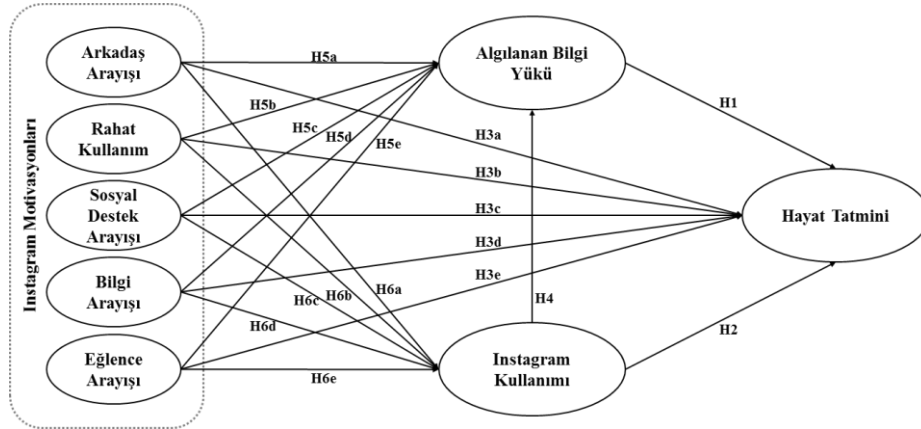 Instagram Motivasyonları
Arkadaş
Arayışı
Rahat
Kullanım
Sosyal
Destek
Arayışı
Bilgi
Arayışı
Eğlence
Arayışı
H5a
H5b
H5c
H5d
H5e
H6a
H6b
H6c
H6d
H6e
Algılanan Bilgi
Yükü
H3a
H3b
H3c
H3d
H3e
H4
Instagram
Kullanımı
H1
H2
Hayat Tatmini